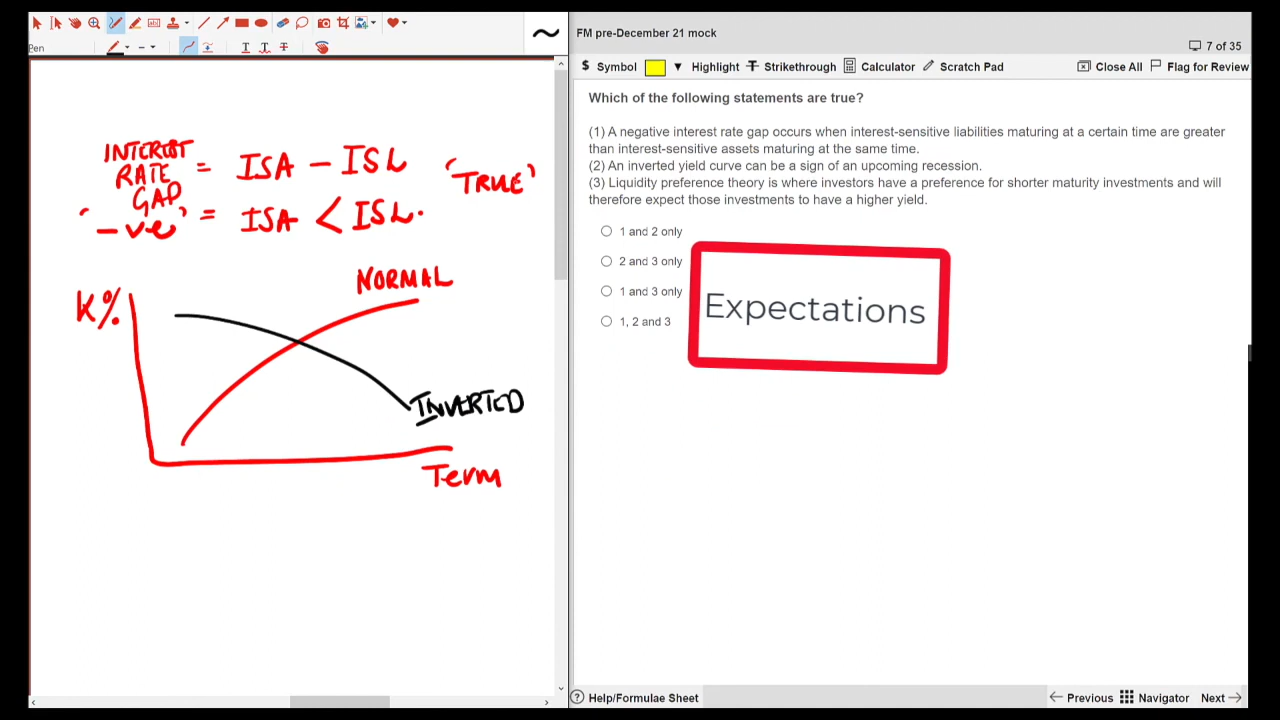 Pen
INTEREST
RATE
GAP
= ISA - ISL 'TRUE'
'-ve' = ISA < ISL.
K%
NORMAL
INVERTED
Term
FM pre-December 21 mock
7 of 35
$ Symbol Highlight T Strikethrough Calculator Scratch Pad Close All Flag for Review
Which of the following statements are true?
(1) A negative interest rate gap occurs when interest-sensitive liabilities maturing at a certain time are greater
than interest-sensitive assets maturing at the same time.
(2) An inverted yield curve can be a sign of an upcoming recession.
(3) Liquidity preference theory is where investors have a preference for shorter maturity investments and will
therefore expect those investments to have a higher yield.
1 and 2 only
2 and 3 only
1 and 3 only
1, 2 and 3
Expectations
? Help/Formulae Sheet
Previous Navigator Next